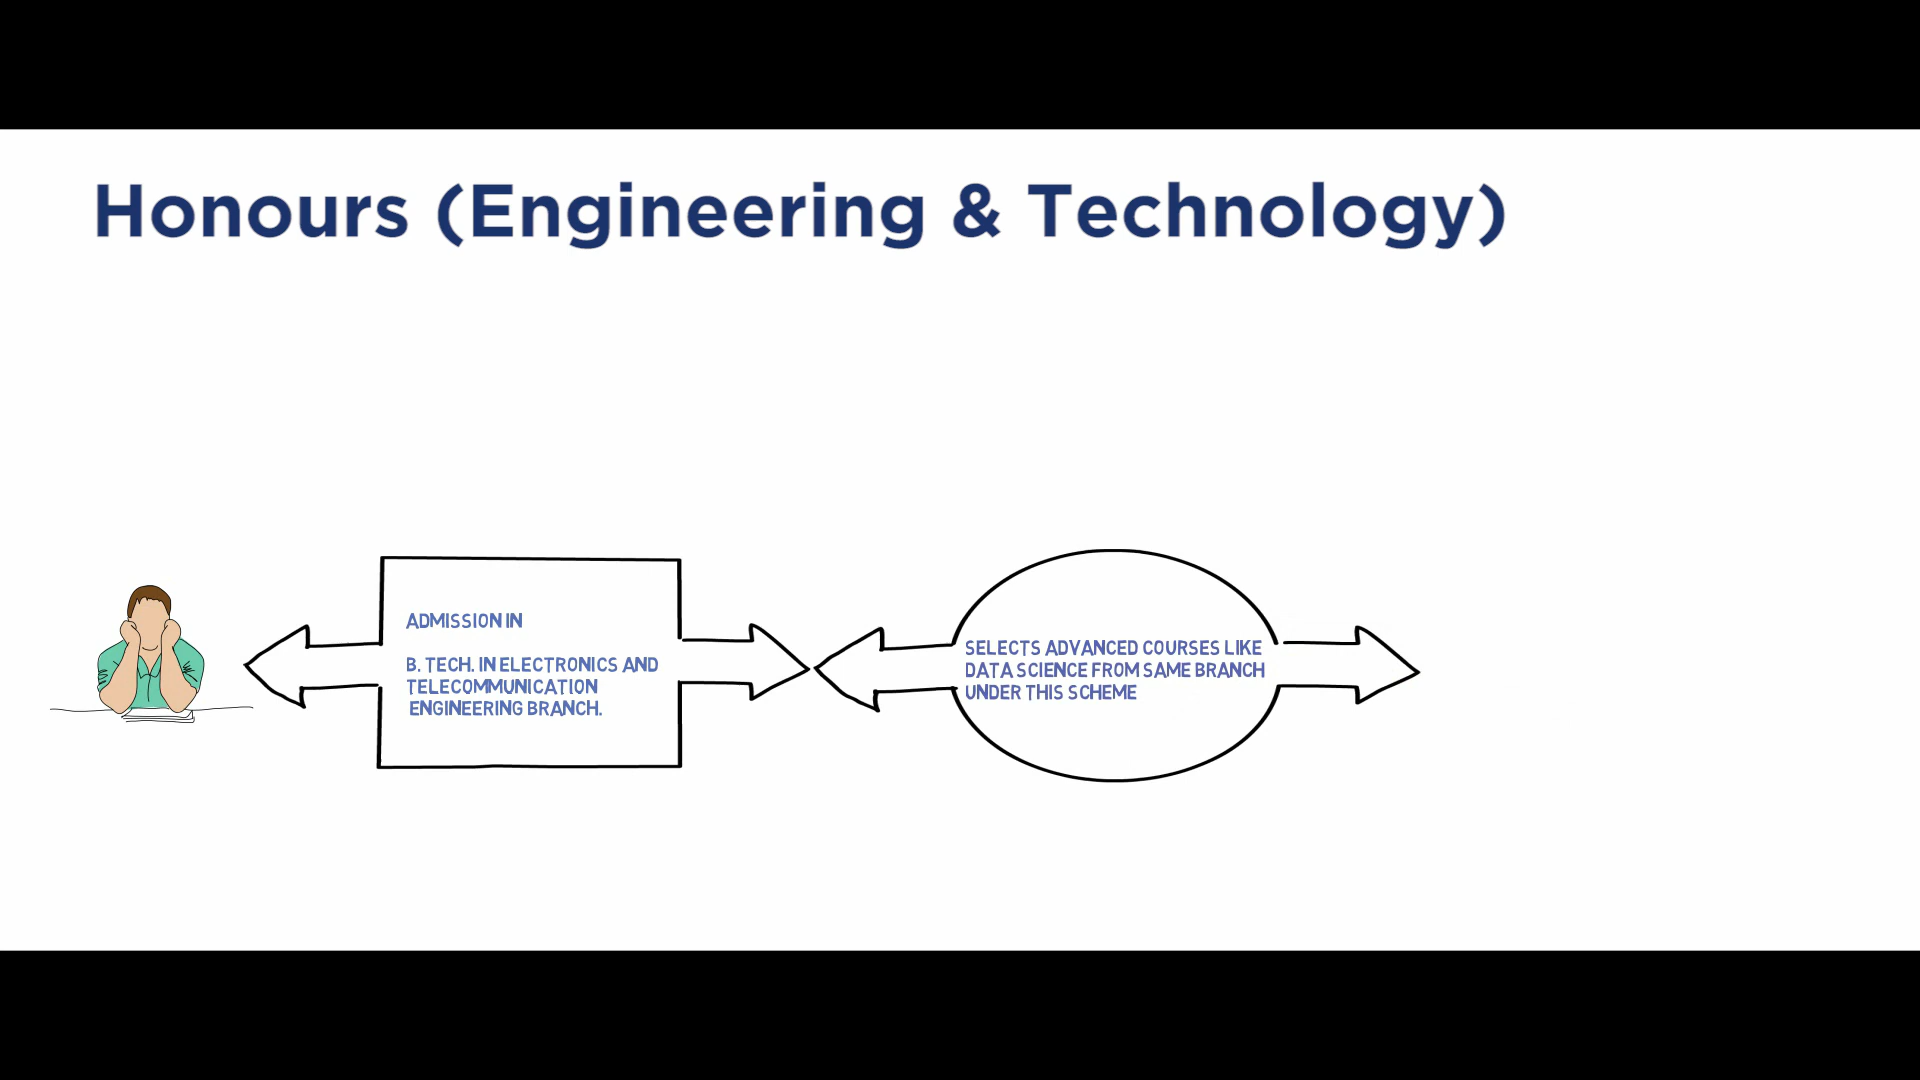 Honours (Engineering & Technology)
ADMISSION IN
B. TECH. IN ELECTRONICS AND
TELECOMMUNICATION
ENGINEERING BRANCH.
SELECTS ADVANCED COURSES LIKE
DATA SCIENCE FROM SAME BRANCH
UNDER THIS SCHEME